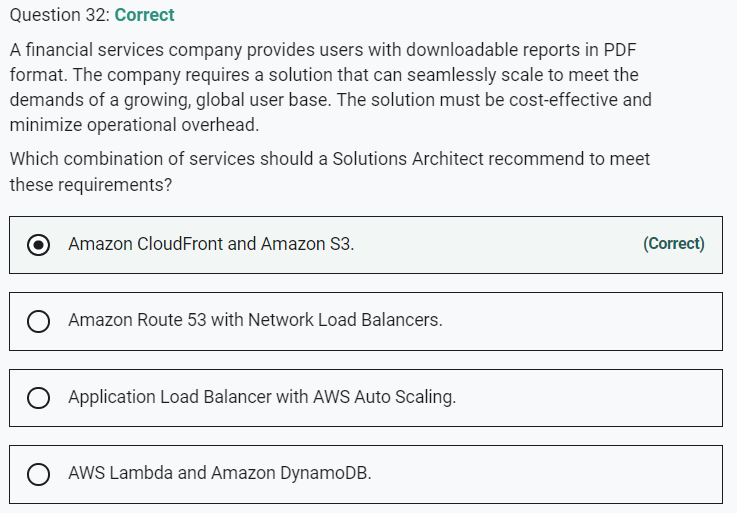 Question 32: Correct
A financial services company provides users with downloadable reports in PDF
format. The company requires a solution that can seamlessly scale to meet the
demands of a growing, global user base. The solution must be cost-effective and
minimize operational overhead.
Which combination of services should a Solutions Architect recommend to meet
these requirements?
Amazon CloudFront and Amazon S3. (Correct)
Amazon Route 53 with Network Load Balancers.
Application Load Balancer with AWS Auto Scaling.
AWS Lambda and Amazon DynamoDB.